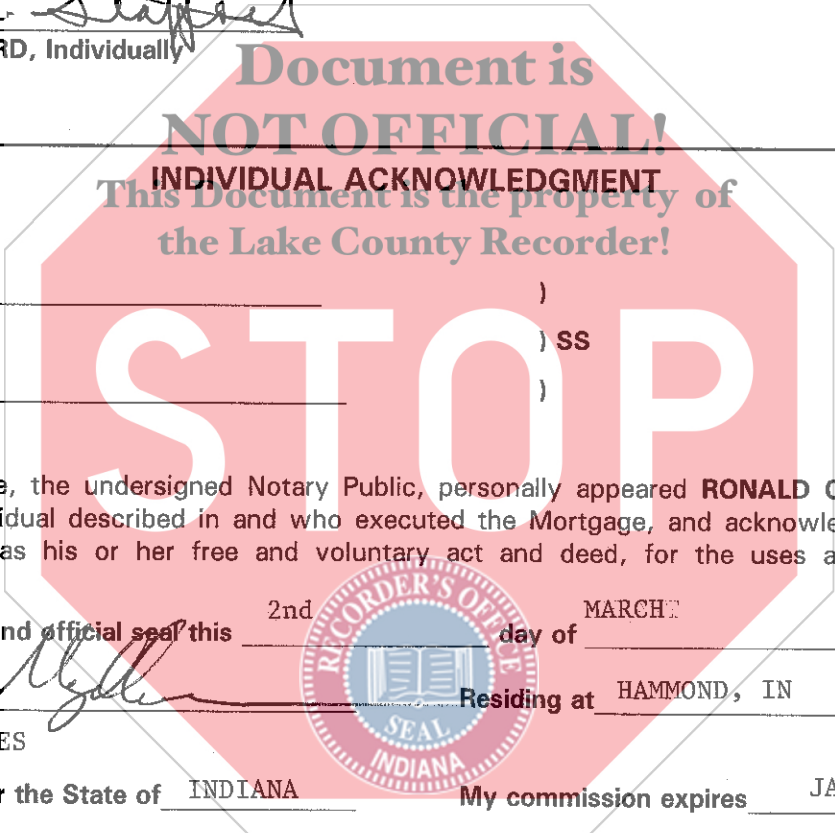 RD, Individually
Document is
NOT OFFICIAL!
INDIVIDUAL ACKNOWLEDGMENT
This Document is the property of
the Lake County Recorder!
)
) SS
)
STOP
e, the undersigned Notary Public, personally appeared RONALD
idual described in and who executed the Mortgage, and acknowle
as his or her free and voluntary act and deed, for the uses a
nd official seal this 2nd day of MARCH
RECORDER'S OFFICE
SEAL
INDIANA
Residing at HAMMOND, IN
ES
r the State of INDIANA My commission expires JA